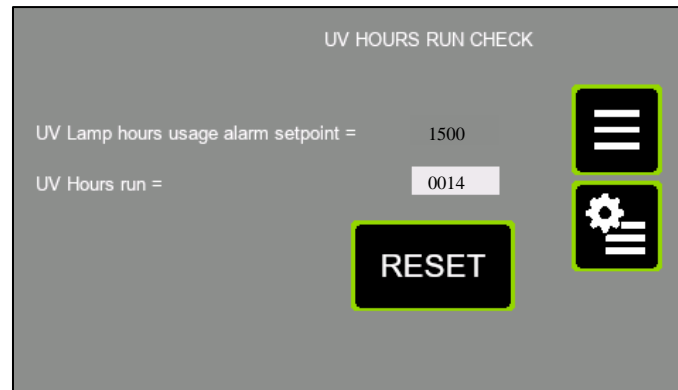 UV HOURS RUN CHECK
UV Lamp hours usage alarm setpoint = 1500
UV Hours run = 0014
RESET